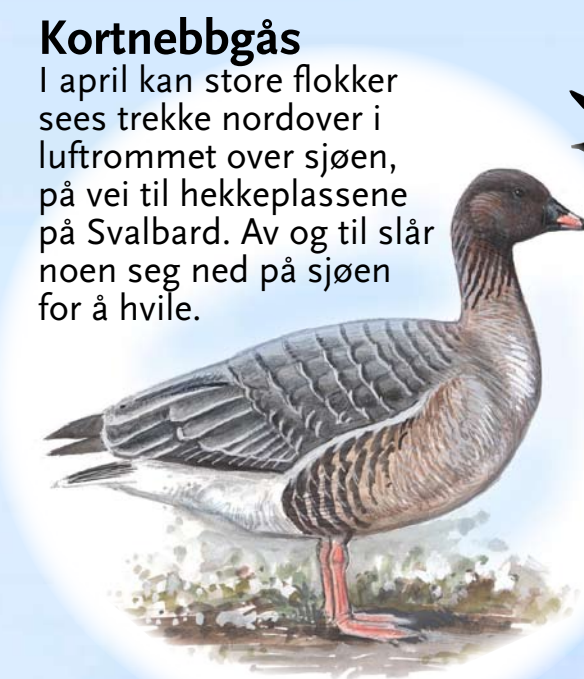 Kortnebbgås
I april kan store flokker
sees trekke nordover i
luftrommet over sjøen,
på vei til hekkeplassene
på Svalbard. Av og til slår
noen seg ned på sjøen
for å hvile.